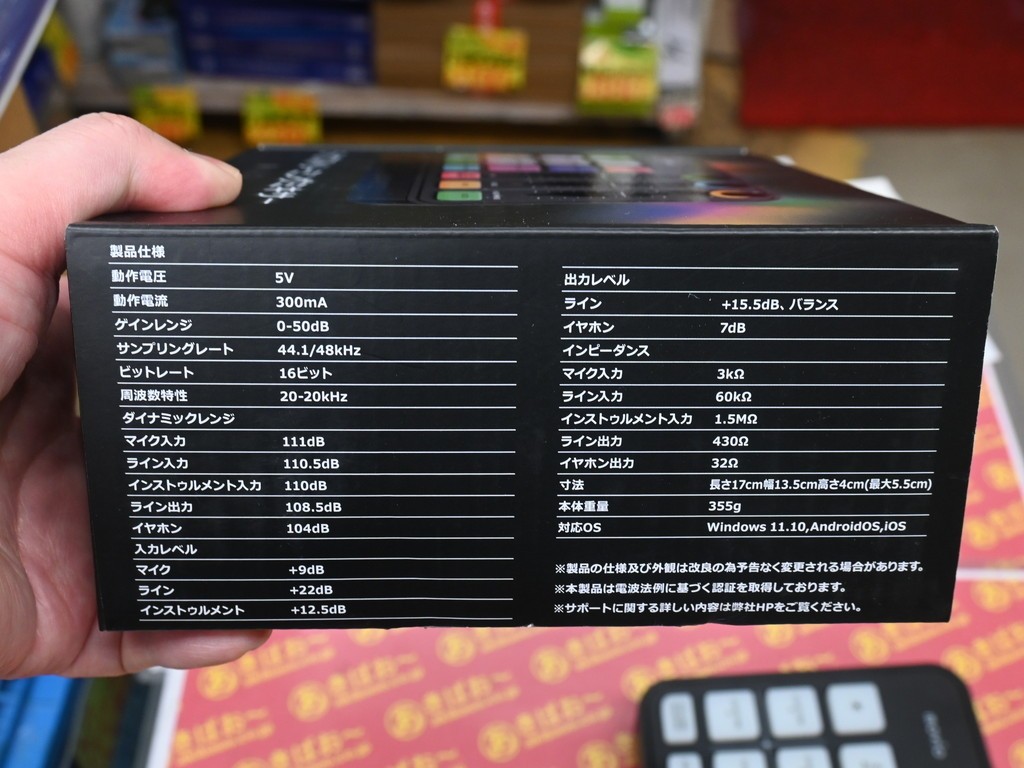 製品仕様
動作電圧 5V
動作電流 300mA
ゲインレンジ 0-50dB
サンプリングレート 44.1/48kHz
ビットレート 16ビット
周波数特性 20-20kHz
ダイナミックレンジ
マイク入力 111dB
ライン入力 110.5dB
インストゥルメント入力 110dB
ライン出力 108.5dB
イヤホン 104dB
入力レベル
マイク +9dB
ライン +22dB
インストゥルメント +12.5dB
出力レベル
ライン +15.5dB、バランス
イヤホン 7dB
インピーダンス
マイク入力 3kΩ
ライン入力 60kΩ
インストゥルメント入力 1.5MΩ
ライン出力 430Ω
イヤホン出力 32Ω
寸法 長さ17cm幅13.5cm高さ4cm(最大5.5cm)
本体重量 355g
対応OS Windows 11.10,AndroidOS,iOS
※製品の仕様及び外観は改良の為予告なく変更される場合があります。
※本製品は電波法例に基づく認証を取得しております。
※サポートに関する詳しい内容は弊社HPをご覧ください。
あきばお〜